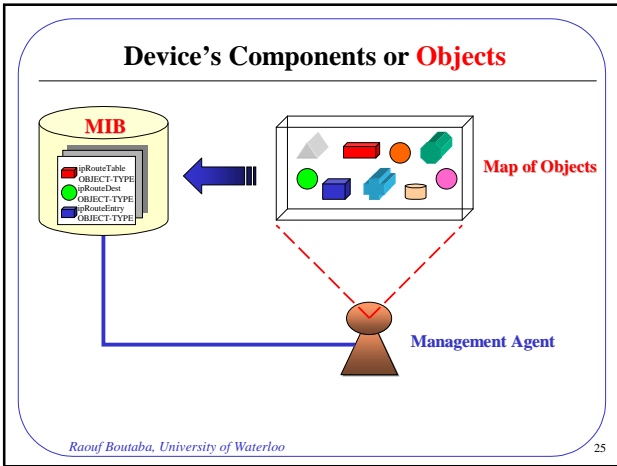 Device's Components or Objects
MIB
ipRouteTable
OBJECT-TYPE
ipRouteDest
OBJECT-TYPE
ipRouteEntry
OBJECT-TYPE
Map of Objects
Management Agent
Raouf Boutaba, University of Waterloo
25